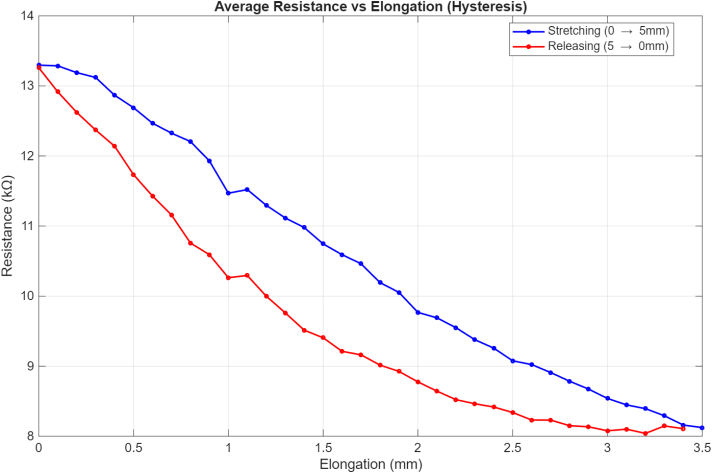 Average Resistance vs Elongation (Hysteresis)
Stretching (0 → 5mm)
Releasing (5 → 0mm)
14
13
12
11
10
9
8
Resistance (kΩ)
0 0.5 1 1.5 2 2.5 3 3.5
Elongation (mm)